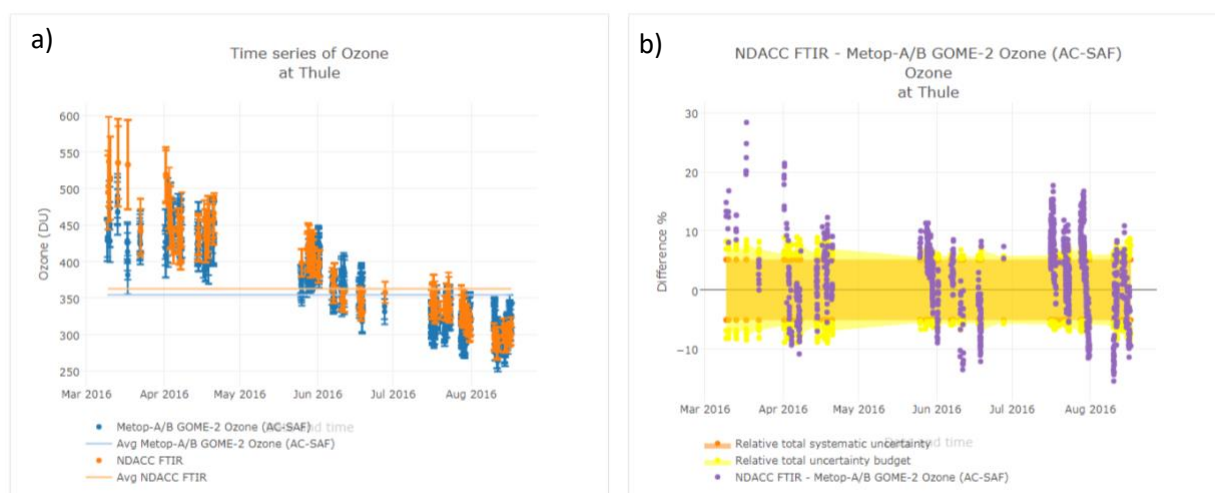 a)
Time series of Ozone
at Thule
600
550
500
450
400
350
300
250
Ozone (DU)
Mar 2016 Apr 2016 May 2016 Jun 2016 Jul 2016 Aug 2016
Metop-A/B GOME-2 Ozone (AC-SAF)
Avg Metop-A/B GOME-2 Ozone (AC-SAF)
end time
NDACC FTIR
Avg NDACC FTIR
b)
NDACC FTIR - Metop-A/B GOME-2 Ozone (AC-SAF)
Ozone
at Thule
30
20
10
0
−10
Difference %
Mar 2016 Apr 2016 May 2016 Jun 2016 Jul 2016 Aug 2016
end time
Relative total systematic uncertainty
Relative total uncertainty budget
NDACC FTIR - Metop-A/B GOME-2 Ozone (AC-SAF)